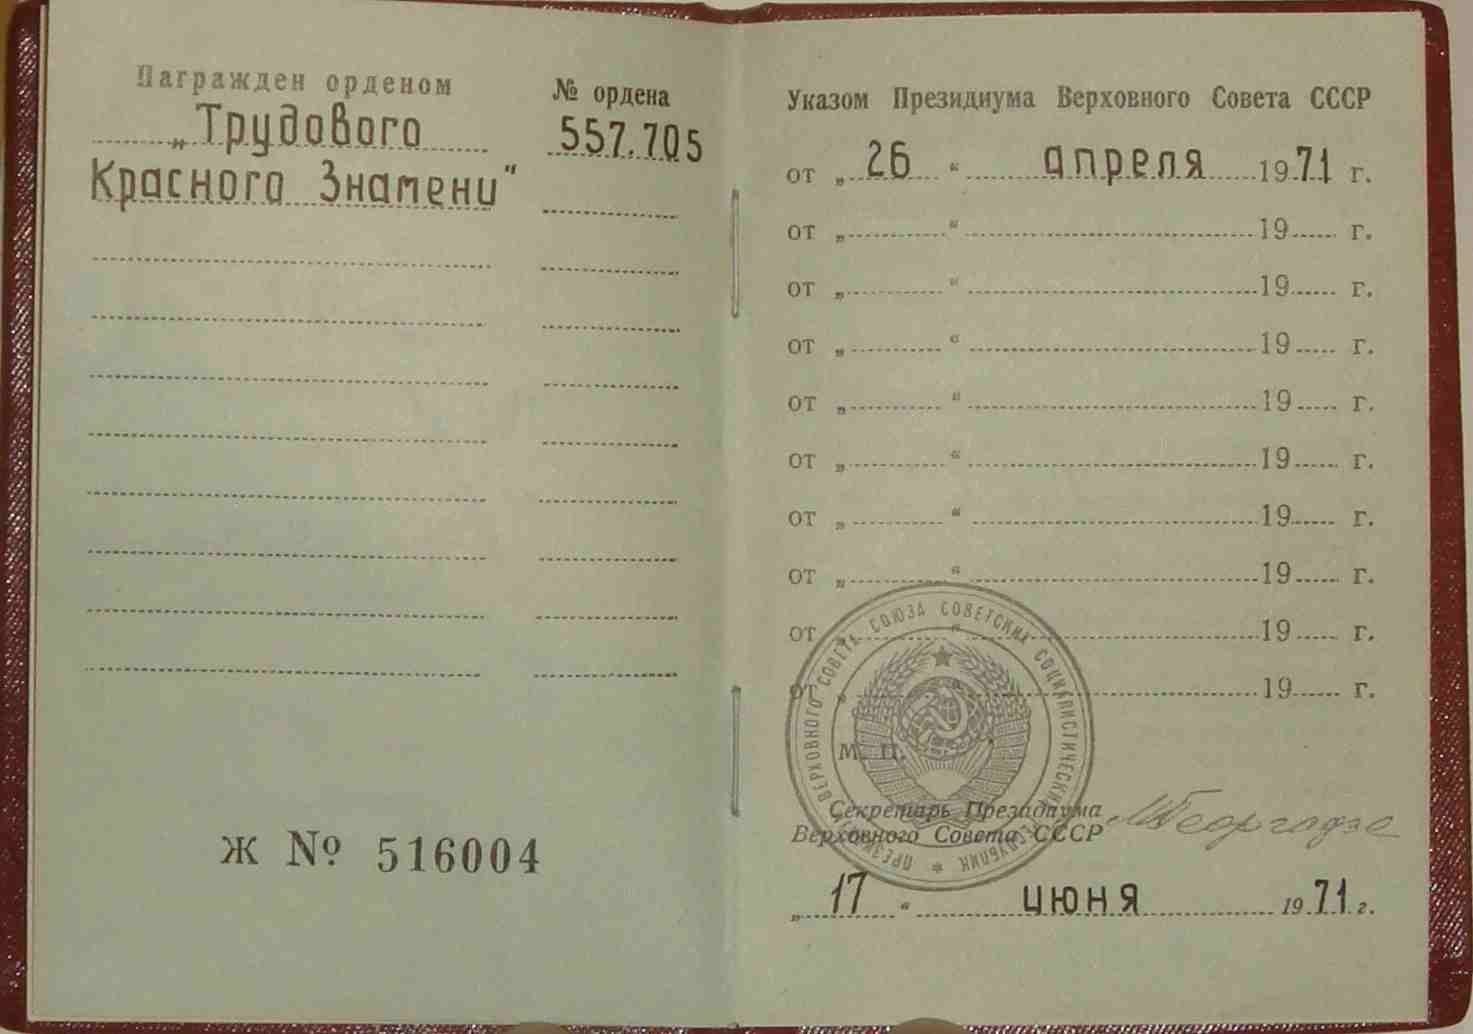 Награжден орденом
№ ордена
„Трудового
557.705
Красного Знамени"
Ж № 516004
Указом Президиума Верховного Совета СССР
от „26“ апреля 1971 г.
от „ “ 19 г.
от „ “ 19 г.
от „ “ 19 г.
от „ “ 19 г.
от „ “ 19 г.
от „ “ 19 г.
от „ “ 19 г.
от „ “ 19 г.
от „ “ 19 г.
ПРЕЗИДИУМ ВЕРХОВНОГО СОВЕТА СОЮЗА СОВЕТСКИХ СОЦИАЛИСТИЧЕСКИХ РЕСПУБЛИК *
М. П.
Секретарь Президиума
Верховного Совета СССР
МГеоргадзе
„17“ июня 1971 г.